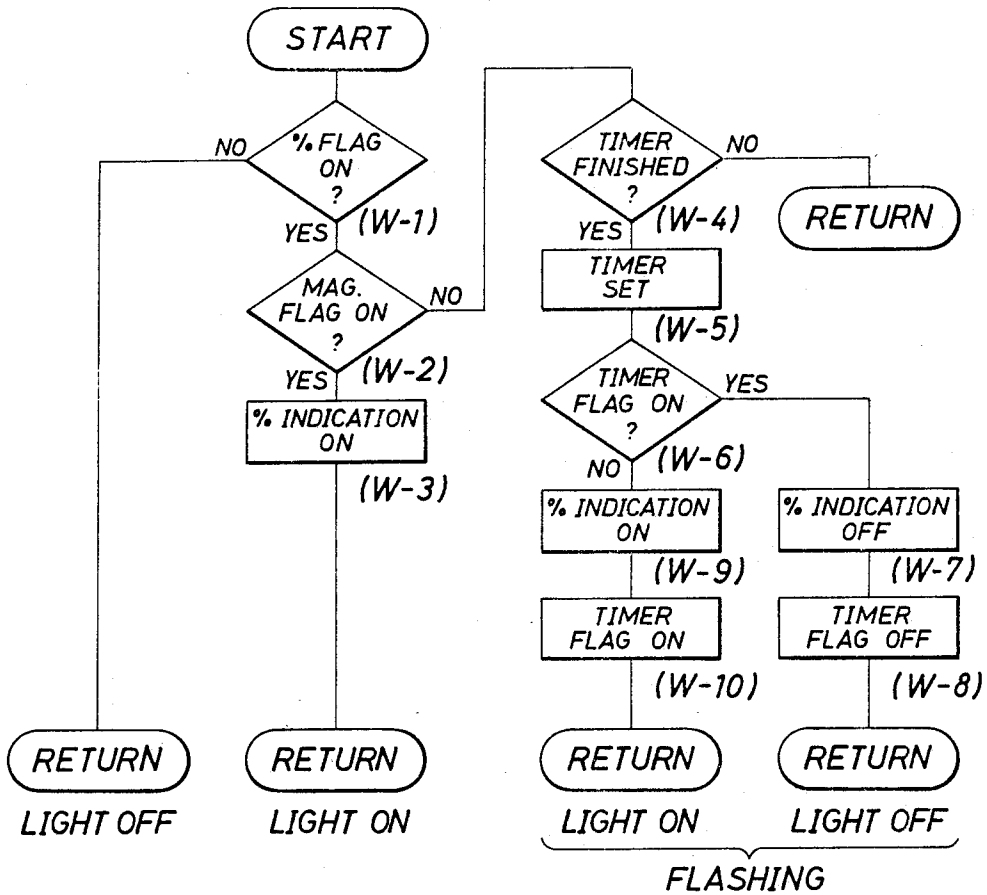 START
% FLAG
ON
?
NO
(W-1)
YES
MAG.
FLAG ON
?
NO
(W-2)
YES
% INDICATION
ON
(W-3)
RETURN
LIGHT OFF
RETURN
LIGHT ON
TIMER
FINISHED
?
NO
RETURN
(W-4)
YES
TIMER
SET
(W-5)
TIMER
FLAG ON
?
YES
(W-6)
NO
% INDICATION
ON
(W-9)
TIMER
FLAG ON
(W-10)
RETURN
LIGHT ON
% INDICATION
OFF
(W-7)
TIMER
FLAG OFF
(W-8)
RETURN
LIGHT OFF
FLASHING